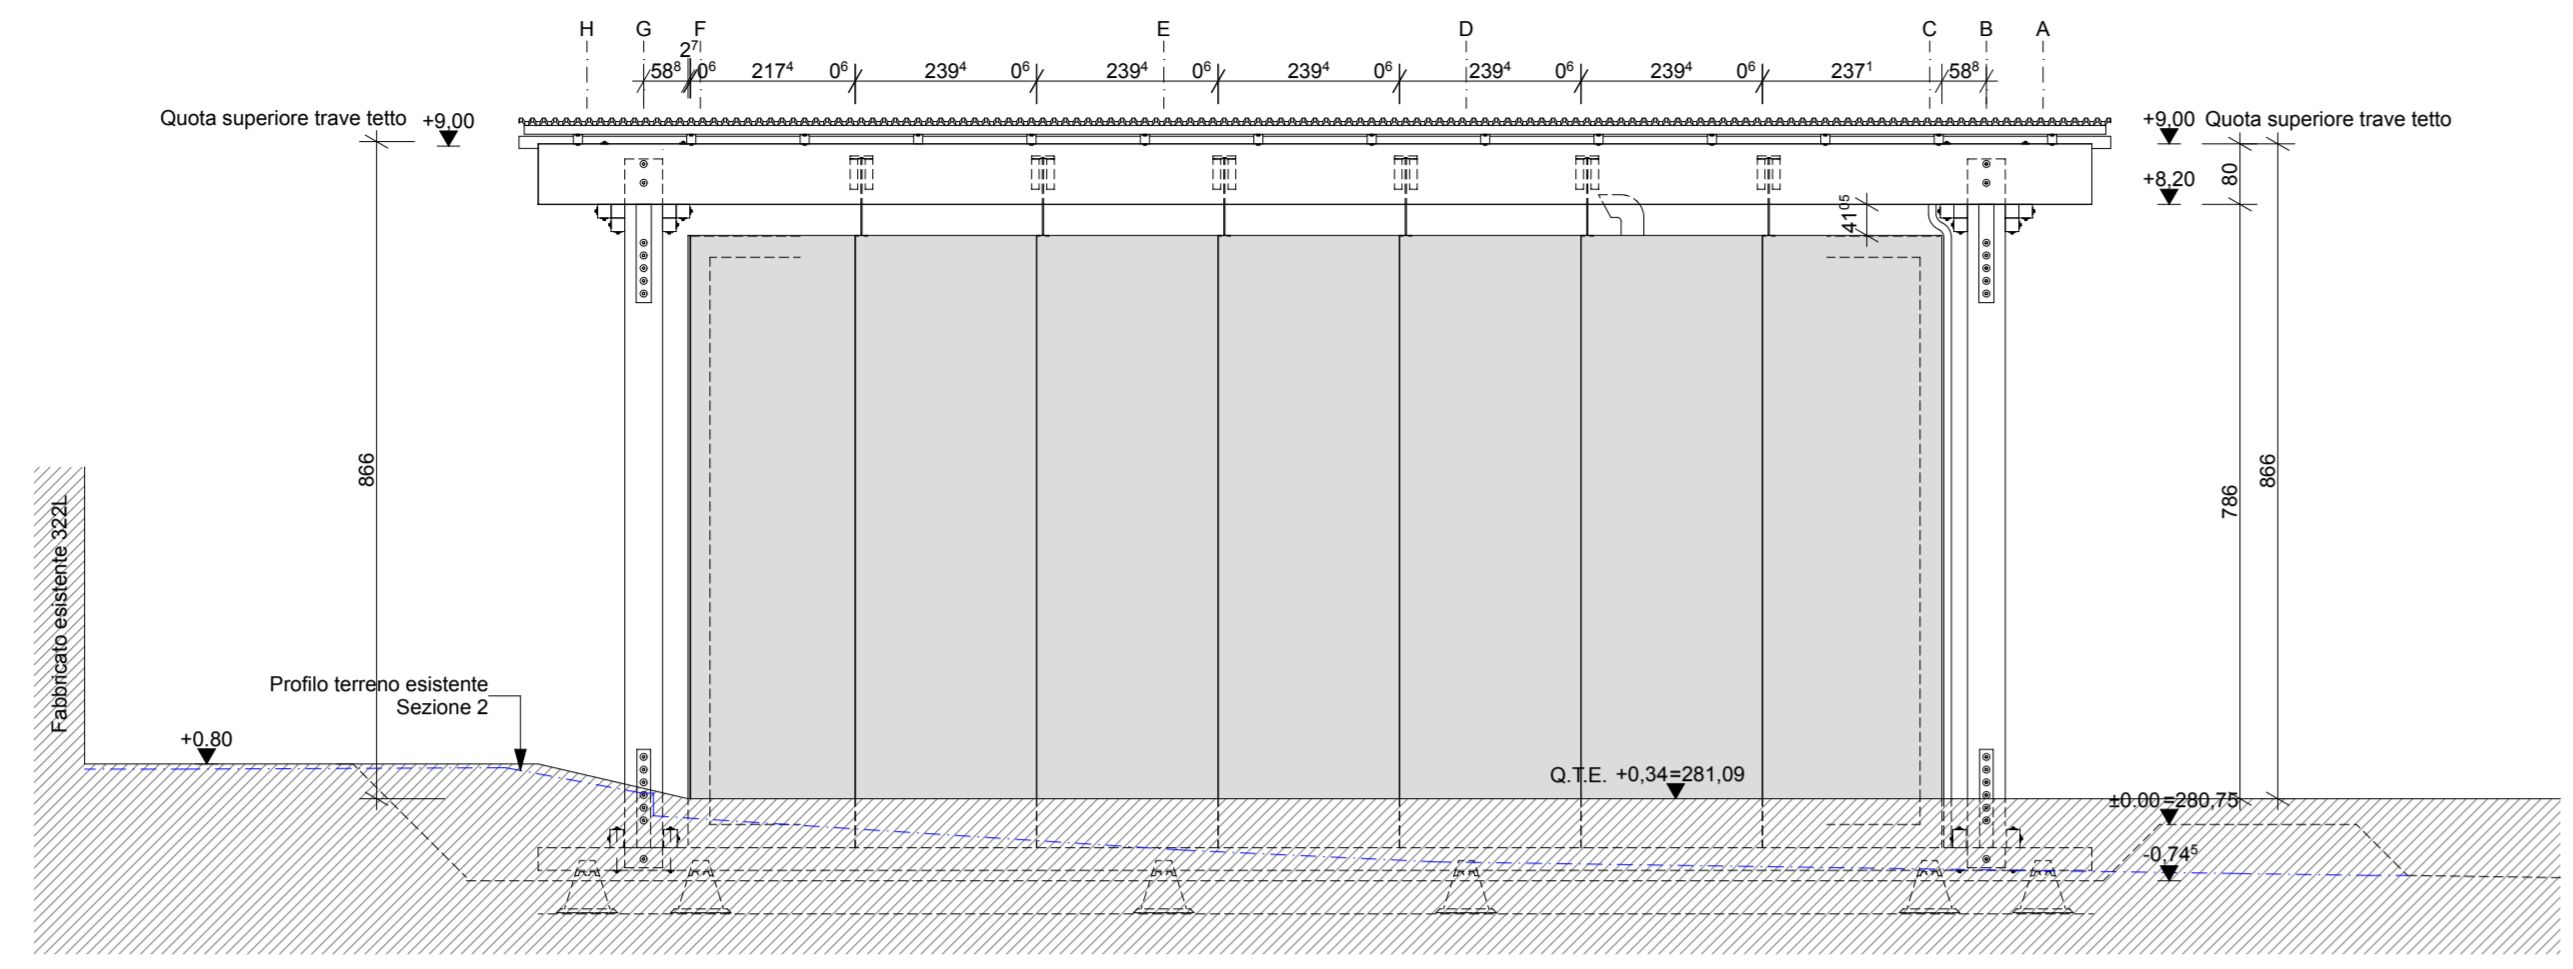 H G F E D C B A
2⁷
58⁸ 0⁶ 217⁴ 0⁶ 239⁴ 0⁶ 239⁴ 0⁶ 239⁴ 0⁶ 239⁴ 0⁶ 239⁴ 0⁶ 237¹ 58⁸
Quota superiore trave tetto +9,00
+9,00 Quota superiore trave tetto
+8,20
80
41⁰⁵
866
786
866
Fabbricato esistente 322L
Profilo terreno esistente
Sezione 2
+0.80
Q.T.E. +0,34=281,09
±0.00=280,75
-0,74⁵